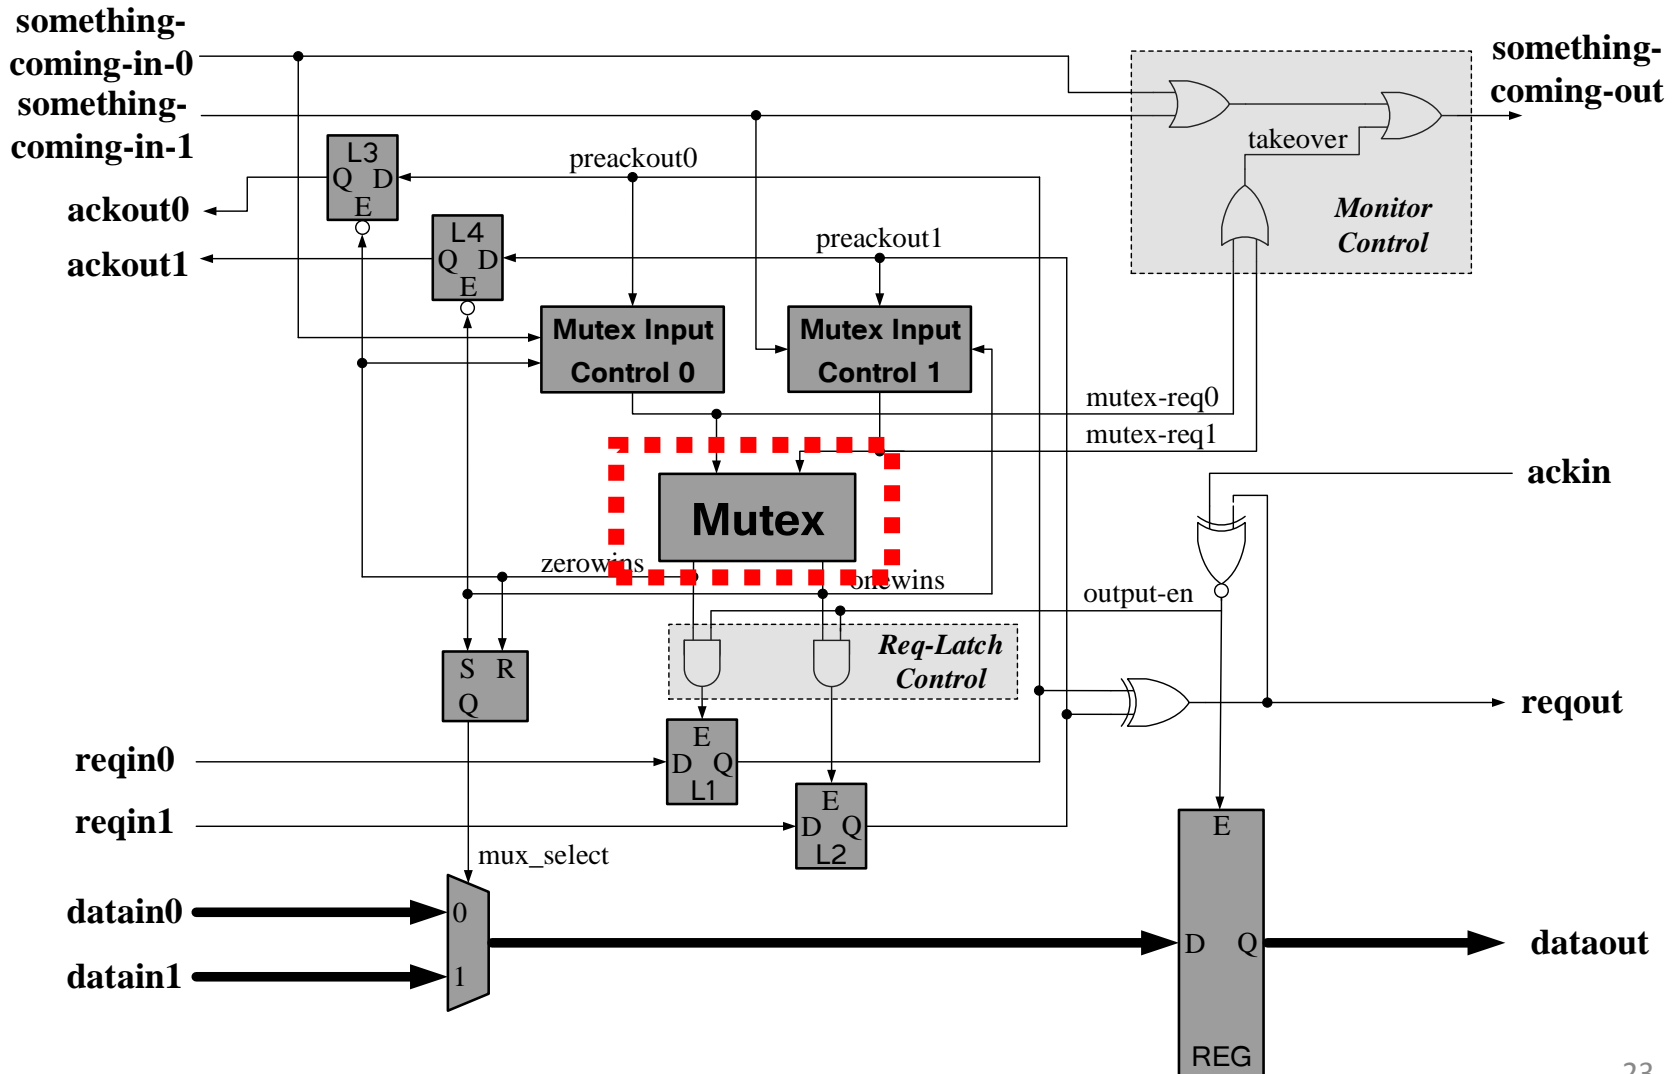 something-
coming-in-0
something-
coming-in-1
something-
coming-out
takeover
Monitor
Control
L3
Q D
E
preackout0
ackout0
L4
Q D
E
preackout1
ackout1
Mutex Input
Control 0
Mutex Input
Control 1
mutex-req0
mutex-req1
ackin
Mutex
zerowins
onewins
output-en
Req-Latch
Control
S R
Q
reqout
reqin0
E
D Q
L1
reqin1
E
D Q
L2
mux_select
E
datain0
0
D Q
dataout
datain1
1
REG
23